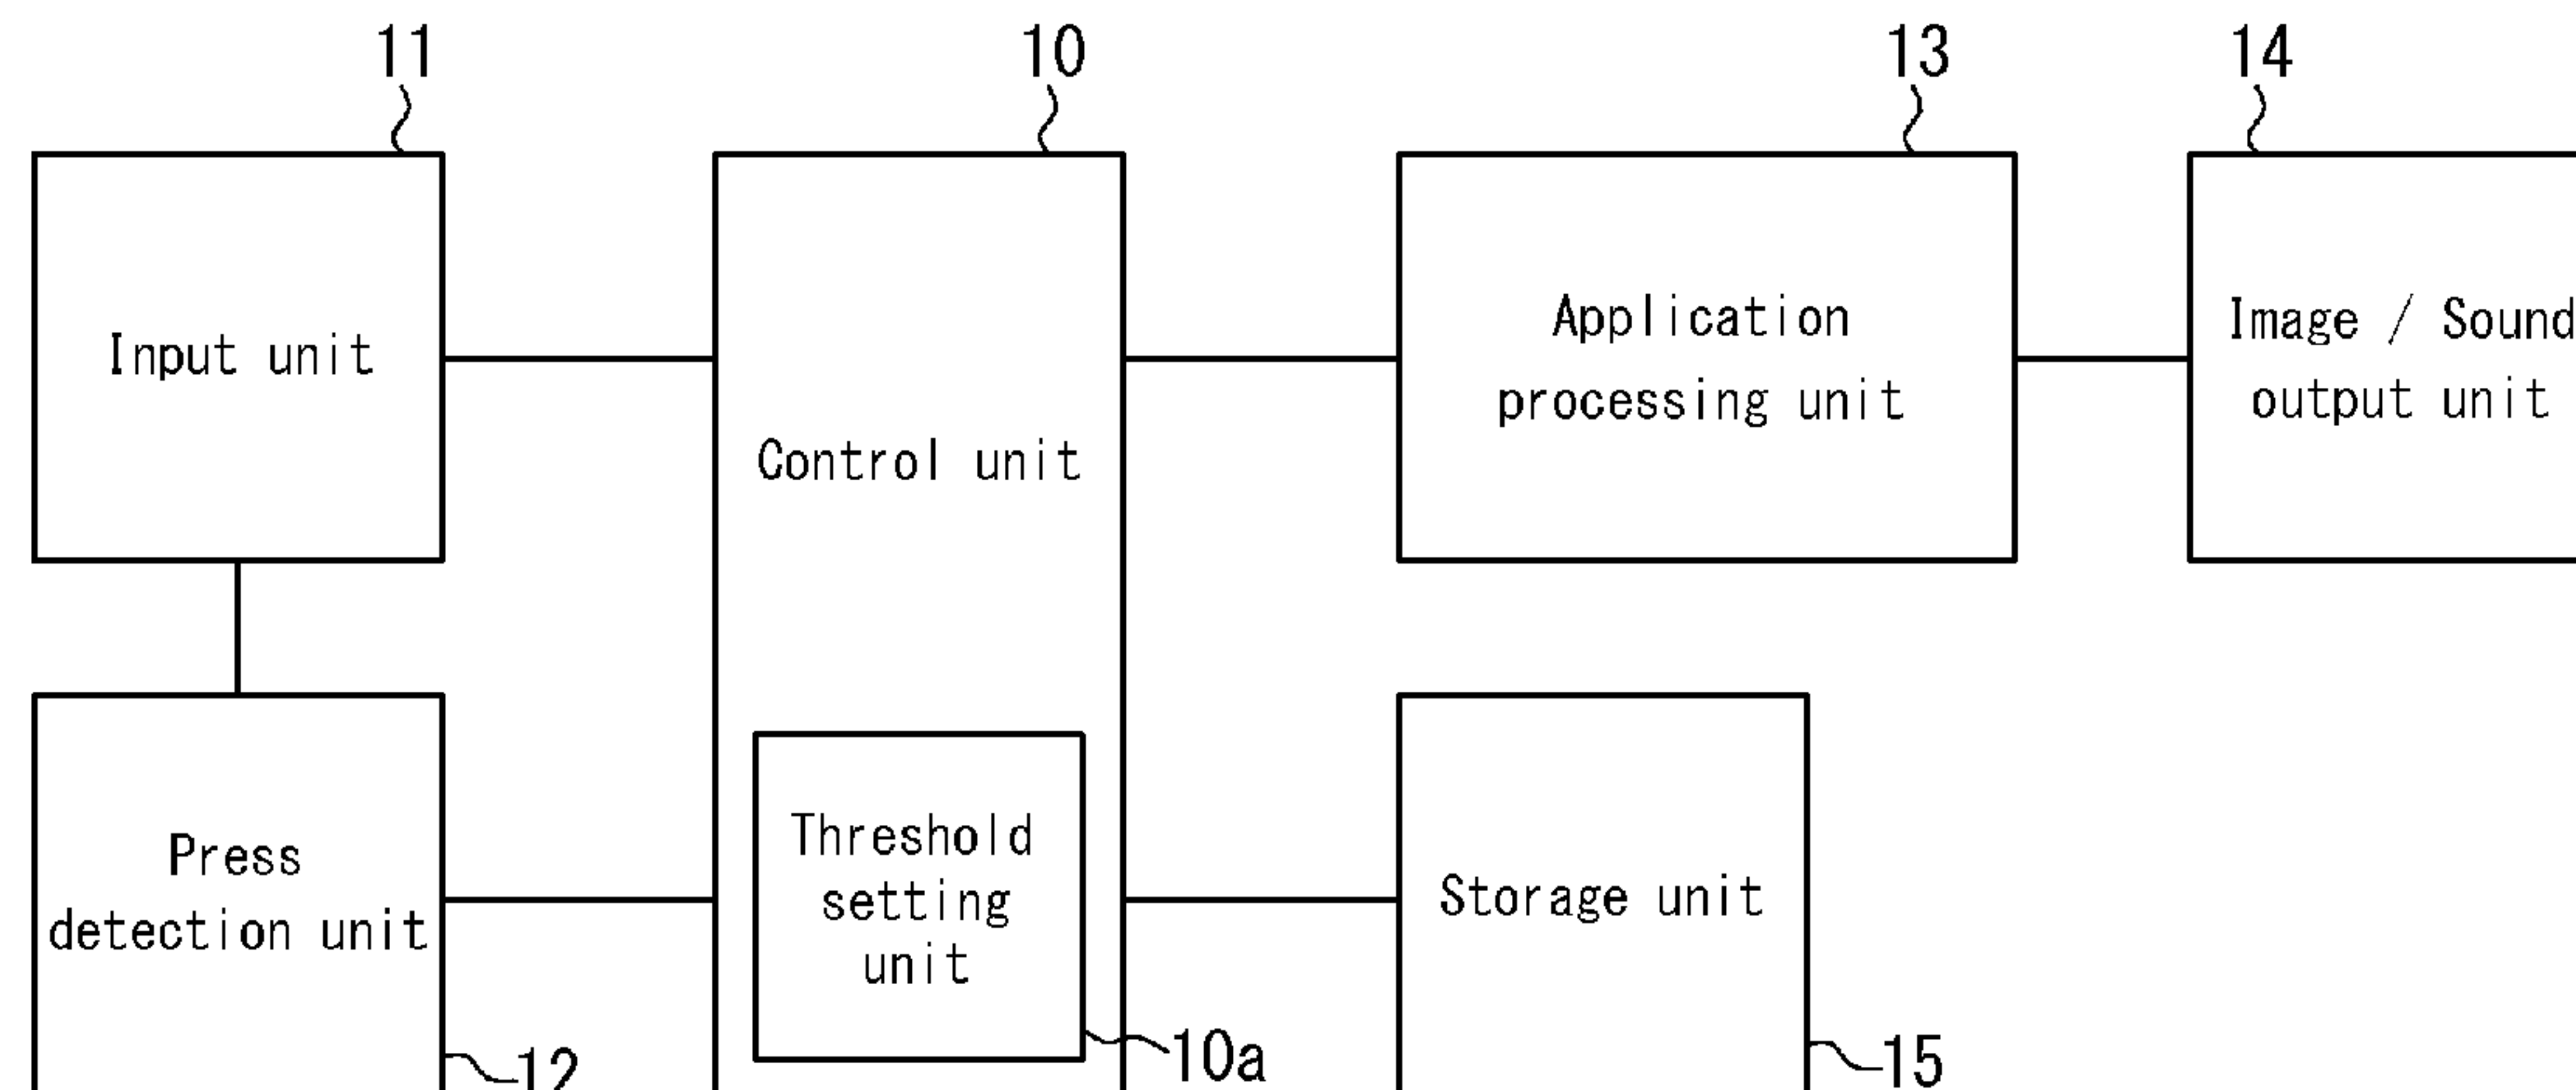 11
10
13
14
Input unit
Control unit
Application
processing unit
Image / Sound
output unit
Press
detection unit
12
Threshold
setting
unit
10a
Storage unit
15